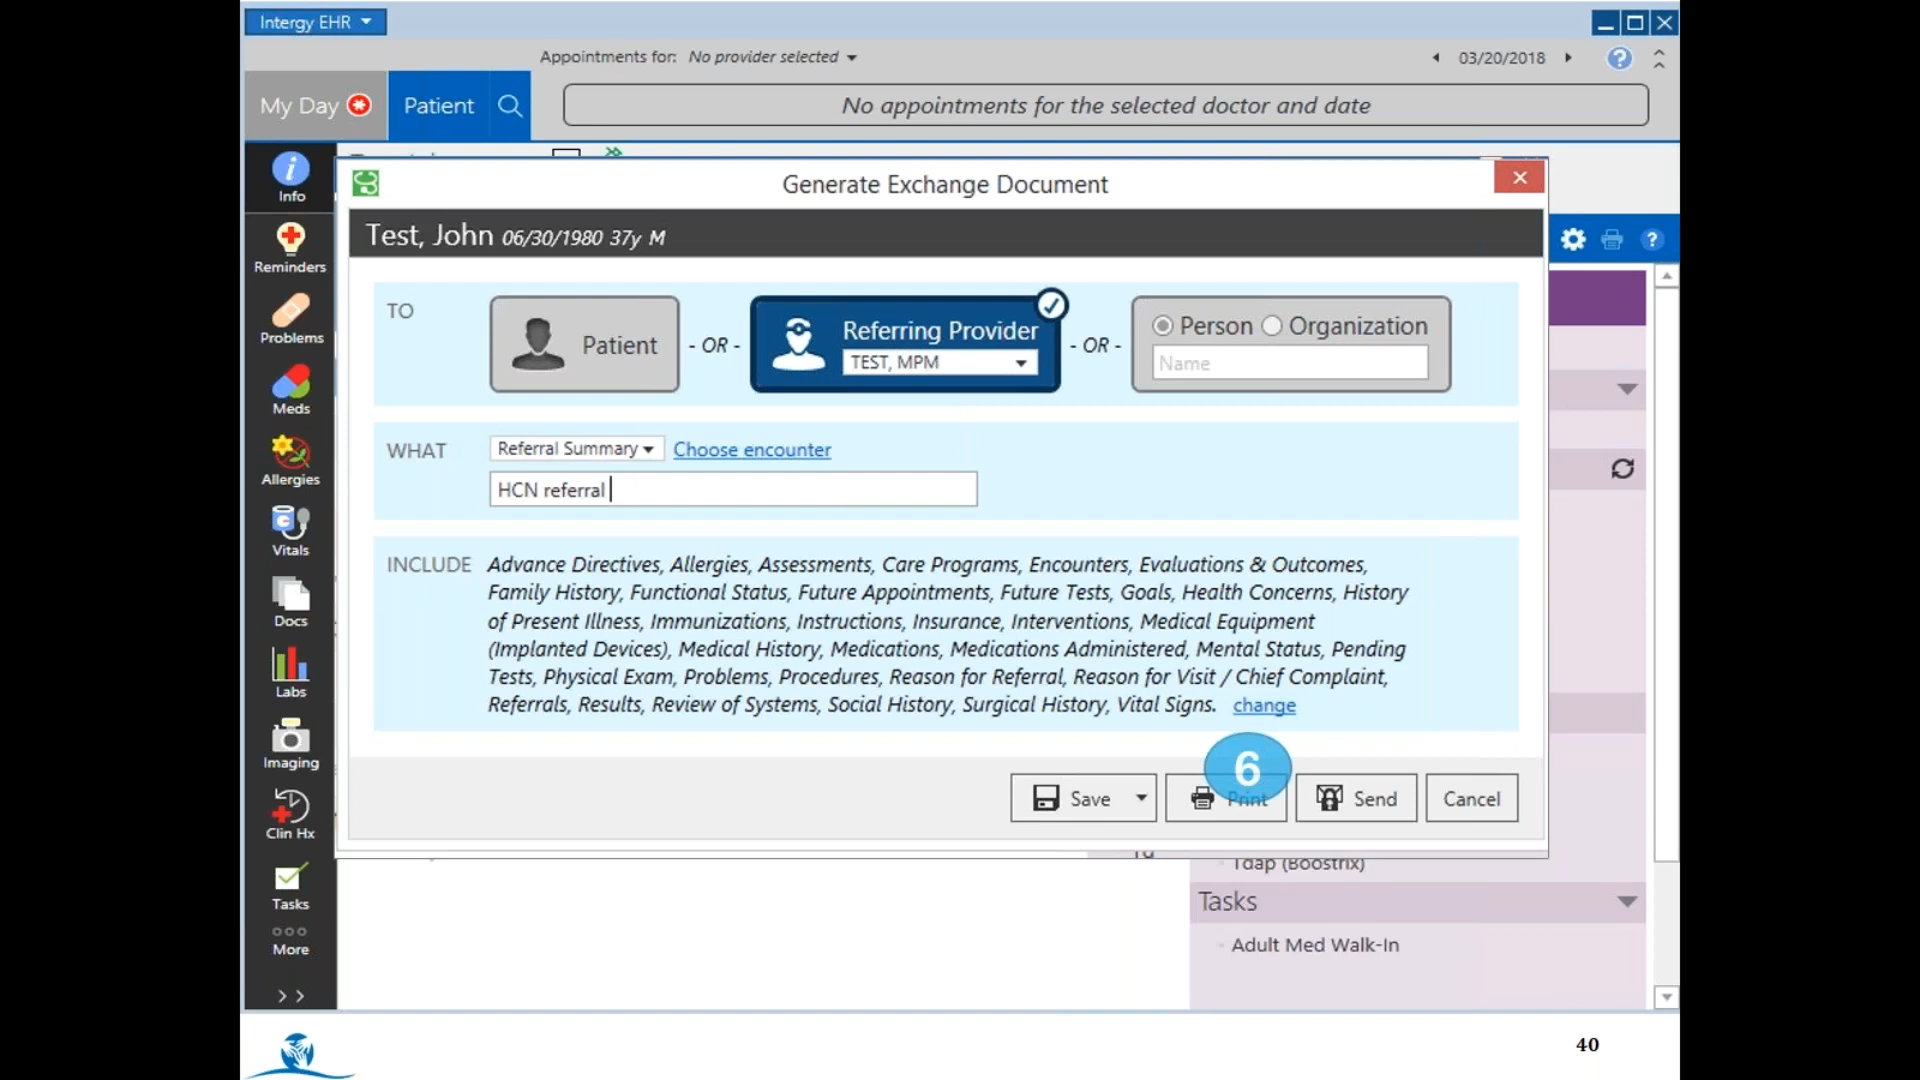 Intergy EHR
Appointments for: No provider selected
03/20/2018
My Day
Patient
No appointments for the selected doctor and date
Info
Reminders
Problems
Meds
Allergies
Vitals
Docs
Labs
Imaging
Clin Hx
Tasks
More
Generate Exchange Document
Test, John 06/30/1980 37y M
TO
Patient
- OR -
Referring Provider
TEST, MPM
- OR -
Person Organization
Name
WHAT
Referral Summary Choose encounter
HCN referral
INCLUDE
Advance Directives, Allergies, Assessments, Care Programs, Encounters, Evaluations & Outcomes,
Family History, Functional Status, Future Appointments, Future Tests, Goals, Health Concerns, History
of Present Illness, Immunizations, Instructions, Insurance, Interventions, Medical Equipment
(Implanted Devices), Medical History, Medications, Medications Administered, Mental Status, Pending
Tests, Physical Exam, Problems, Procedures, Reason for Referral, Reason for Visit / Chief Complaint,
Referrals, Results, Review of Systems, Social History, Surgical History, Vital Signs. change
6
Save
Print
Send
Cancel
Tdap (Boostrix)
Tasks
Adult Med Walk-In
40